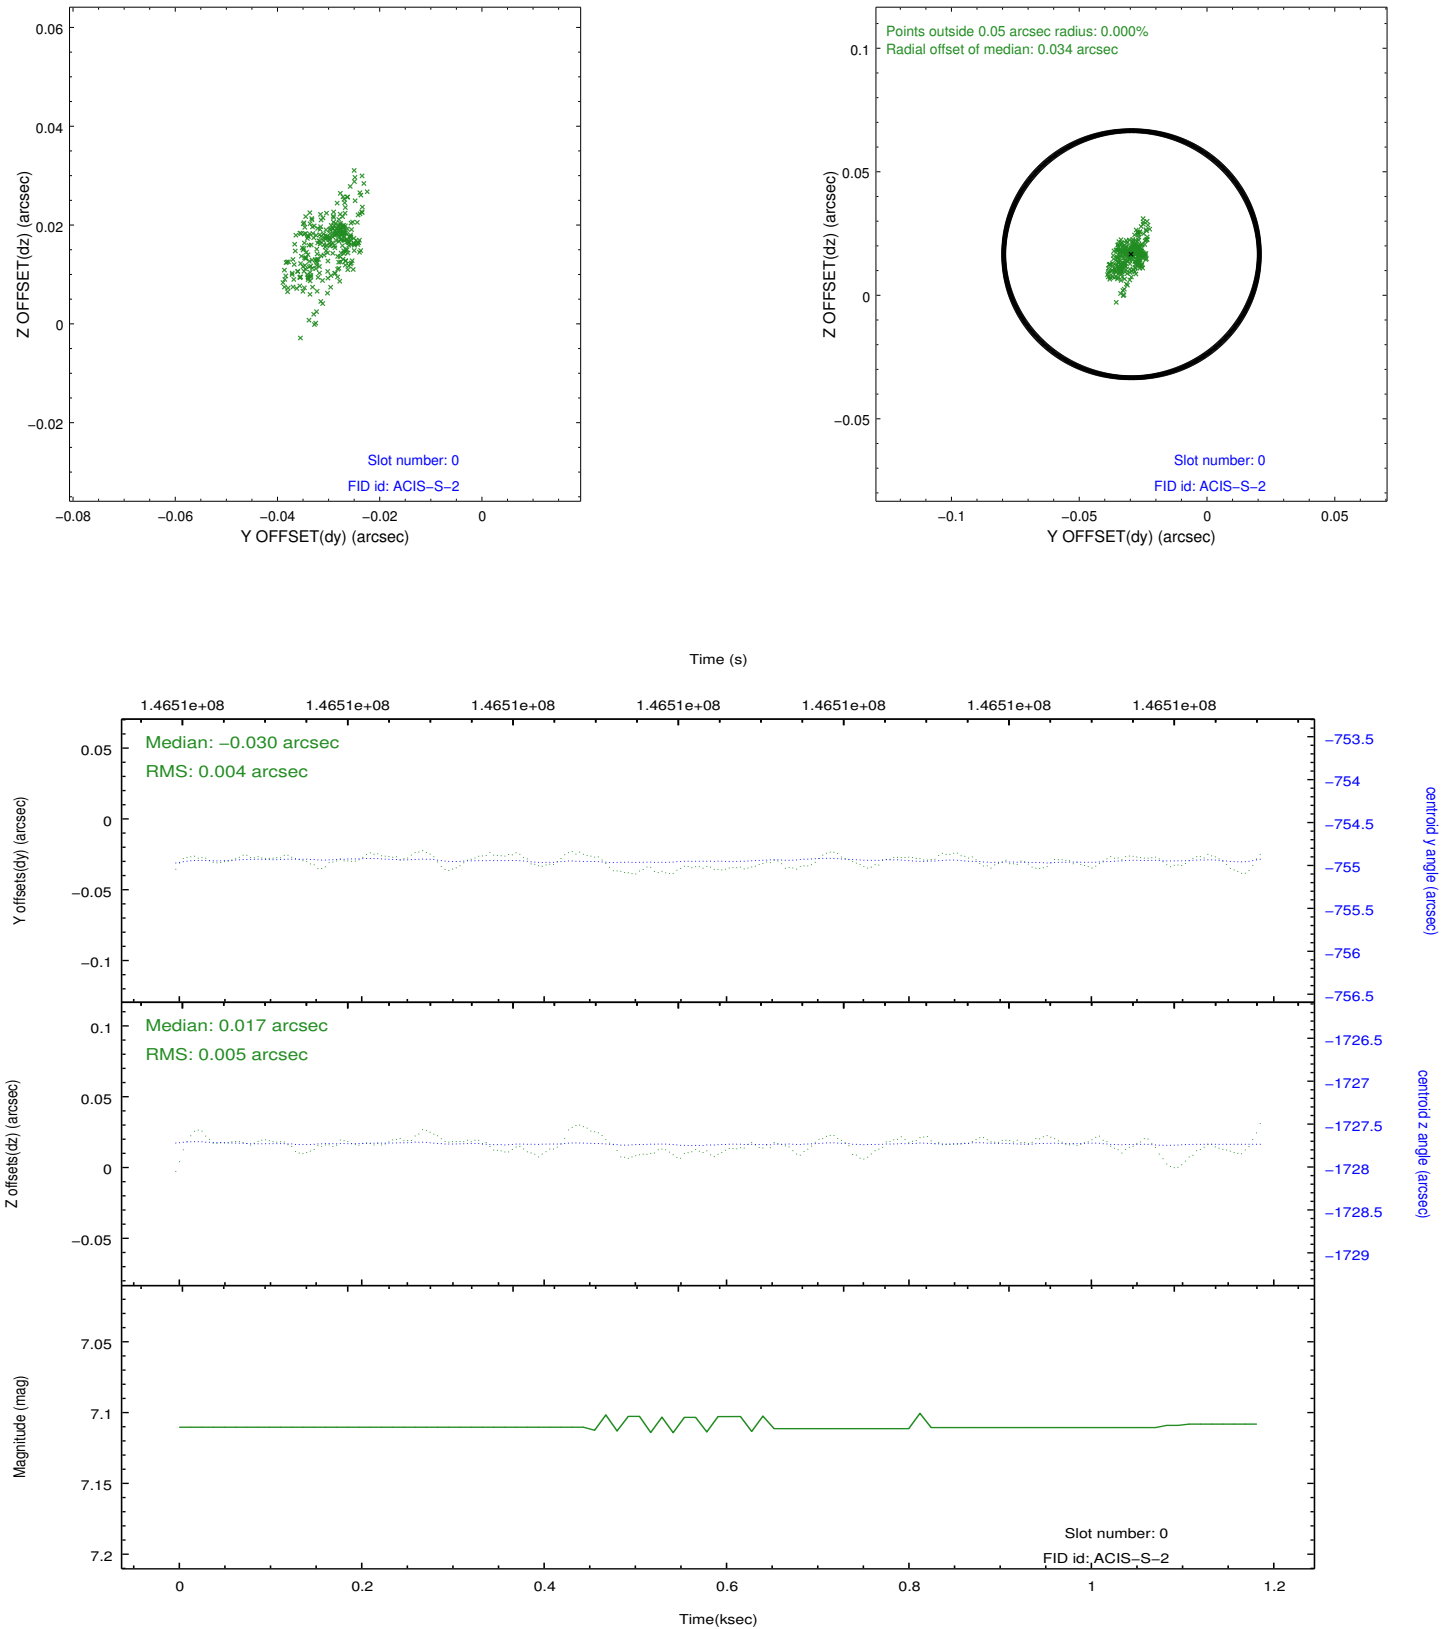 0.06
0.04
0.02
0
−0.02
Z OFFSET(dz) (arcsec)
Slot number: 0
FID id: ACIS−S−2
−0.08
−0.06
−0.04
−0.02
0
Y OFFSET(dy) (arcsec)
Points outside 0.05 arcsec radius: 0.000%
Radial offset of median: 0.034 arcsec
0.1
0.05
0
−0.05
Z OFFSET(dz) (arcsec)
Slot number: 0
FID id: ACIS−S−2
−0.1
−0.05
0
0.05
Y OFFSET(dy) (arcsec)
Time (s)
1.4651e+08
1.4651e+08
1.4651e+08
1.4651e+08
1.4651e+08
1.4651e+08
1.4651e+08
Median: −0.030 arcsec
RMS: 0.004 arcsec
0.05
0
−0.05
−0.1
Y offsets(dy) (arcsec)
−753.5
−754
−754.5
−755
−755.5
−756
−756.5
centroid y angle (arcsec)
Median: 0.017 arcsec
RMS: 0.005 arcsec
0.1
0.05
0
−0.05
Z offsets(dz) (arcsec)
−1726.5
−1727
−1727.5
−1728
−1728.5
−1729
centroid z angle (arcsec)
7.05
7.1
7.15
7.2
Magnitude (mag)
Slot number: 0
FID id: ACIS−S−2
0
0.2
0.4
0.6
0.8
1
1.2
Time(ksec)